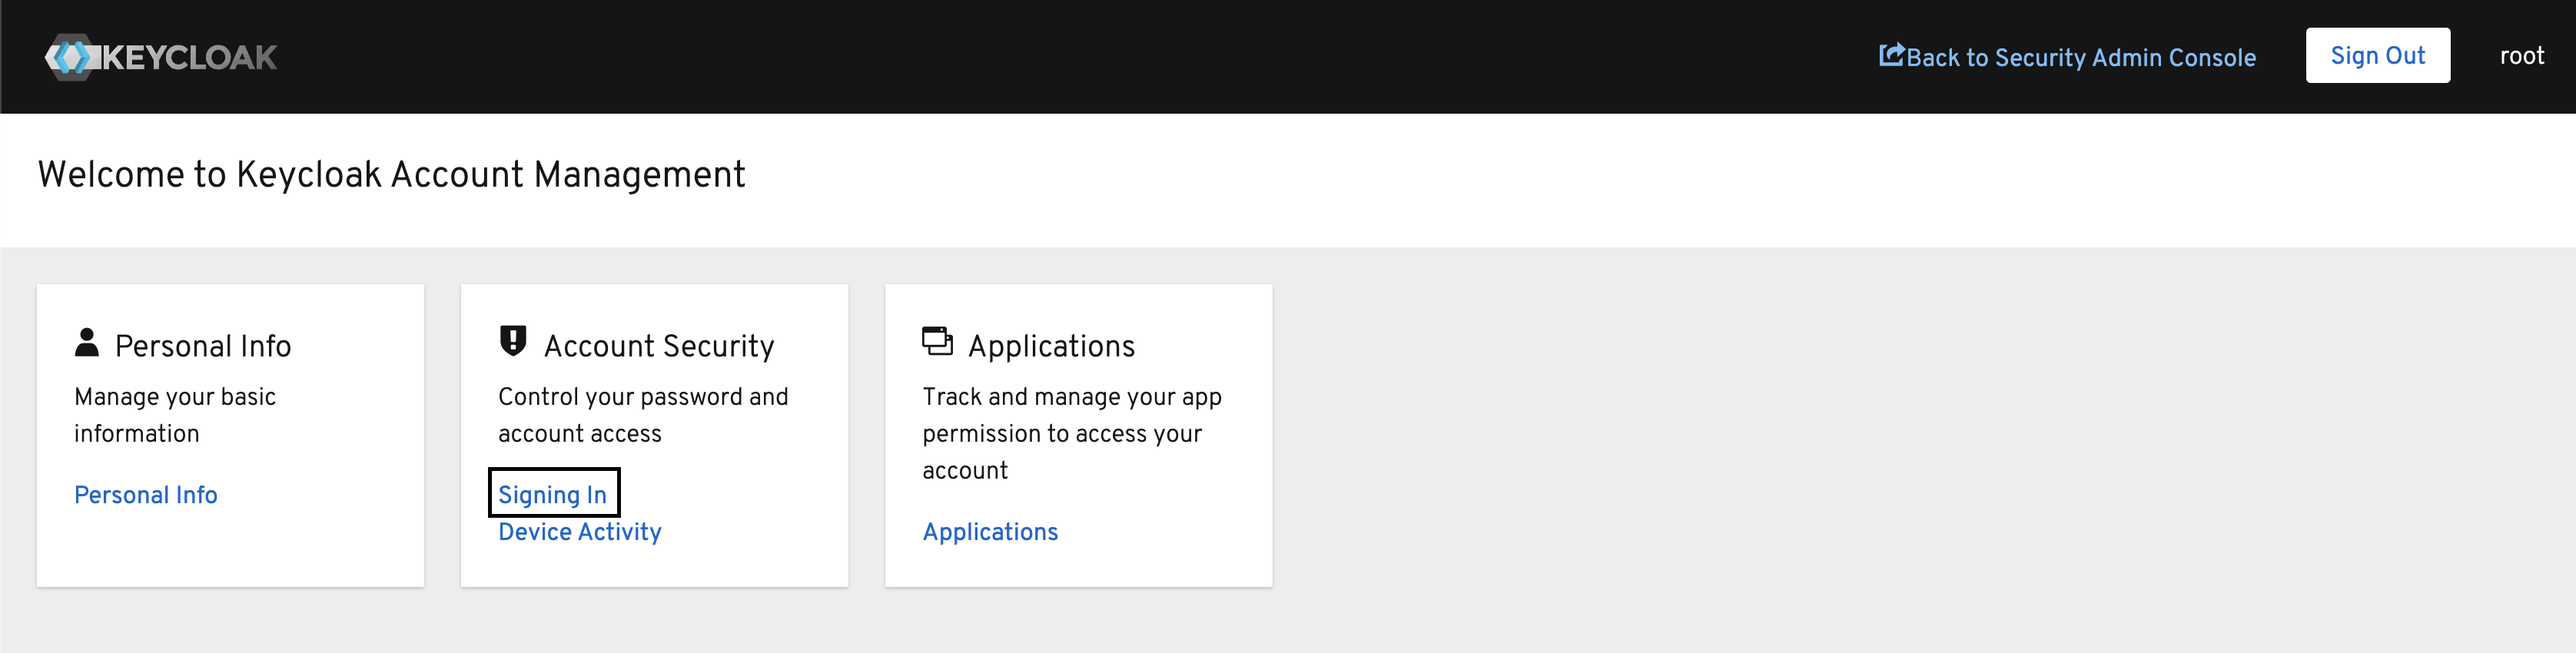 KEYCLOAK
Back to Security Admin Console
Sign Out
root
Welcome to Keycloak Account Management
Personal Info
Manage your basic
information
Personal Info
Account Security
Control your password and
account access
Signing In
Device Activity
Applications
Track and manage your app
permission to access your
account
Applications